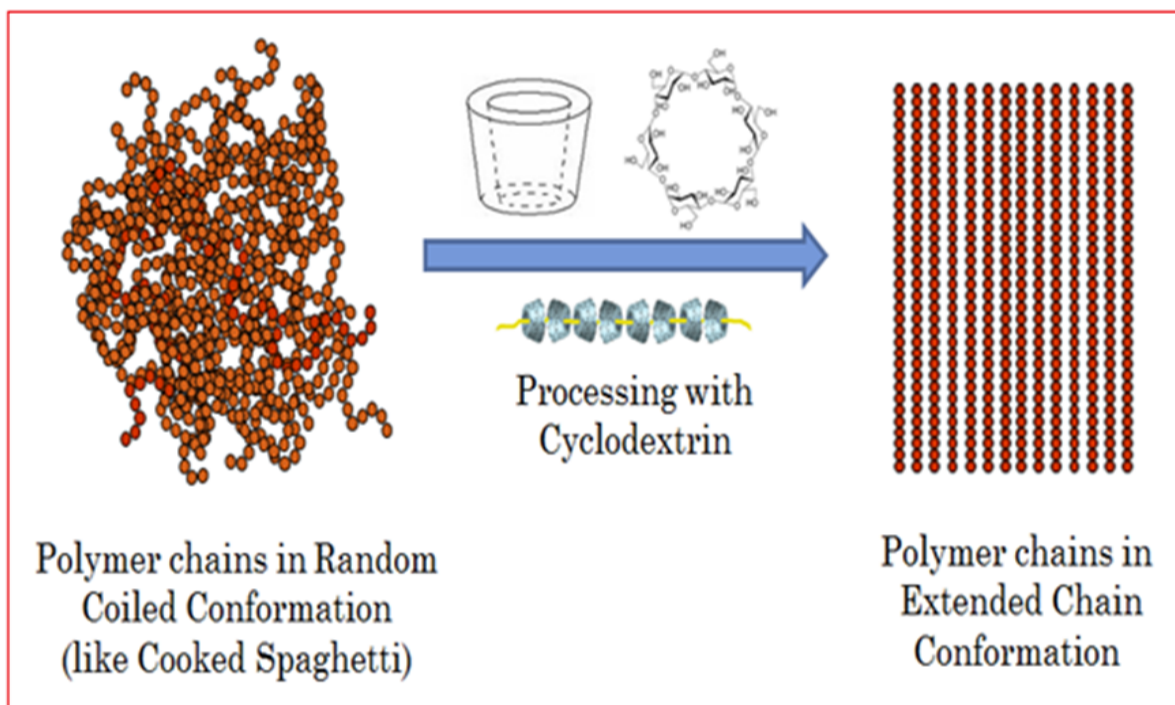 Processing with
Cyclodextrin
Polymer chains in Random
Coiled Conformation
(like Cooked Spaghetti)
Polymer chains in
Extended Chain
Conformation